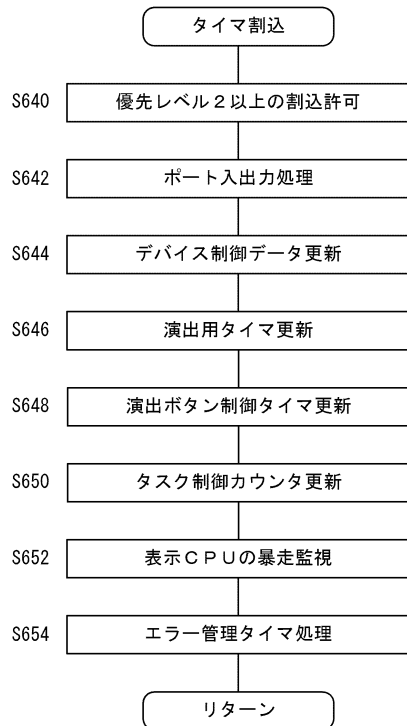 タイマ割込
S640 優先レベル２以上の割込許可
S642 ポート入出力処理
S644 デバイス制御データ更新
S646 演出用タイマ更新
S648 演出ボタン制御タイマ更新
S650 タスク制御カウンタ更新
S652 表示ＣＰＵの暴走監視
S654 エラー管理タイマ処理
リターン